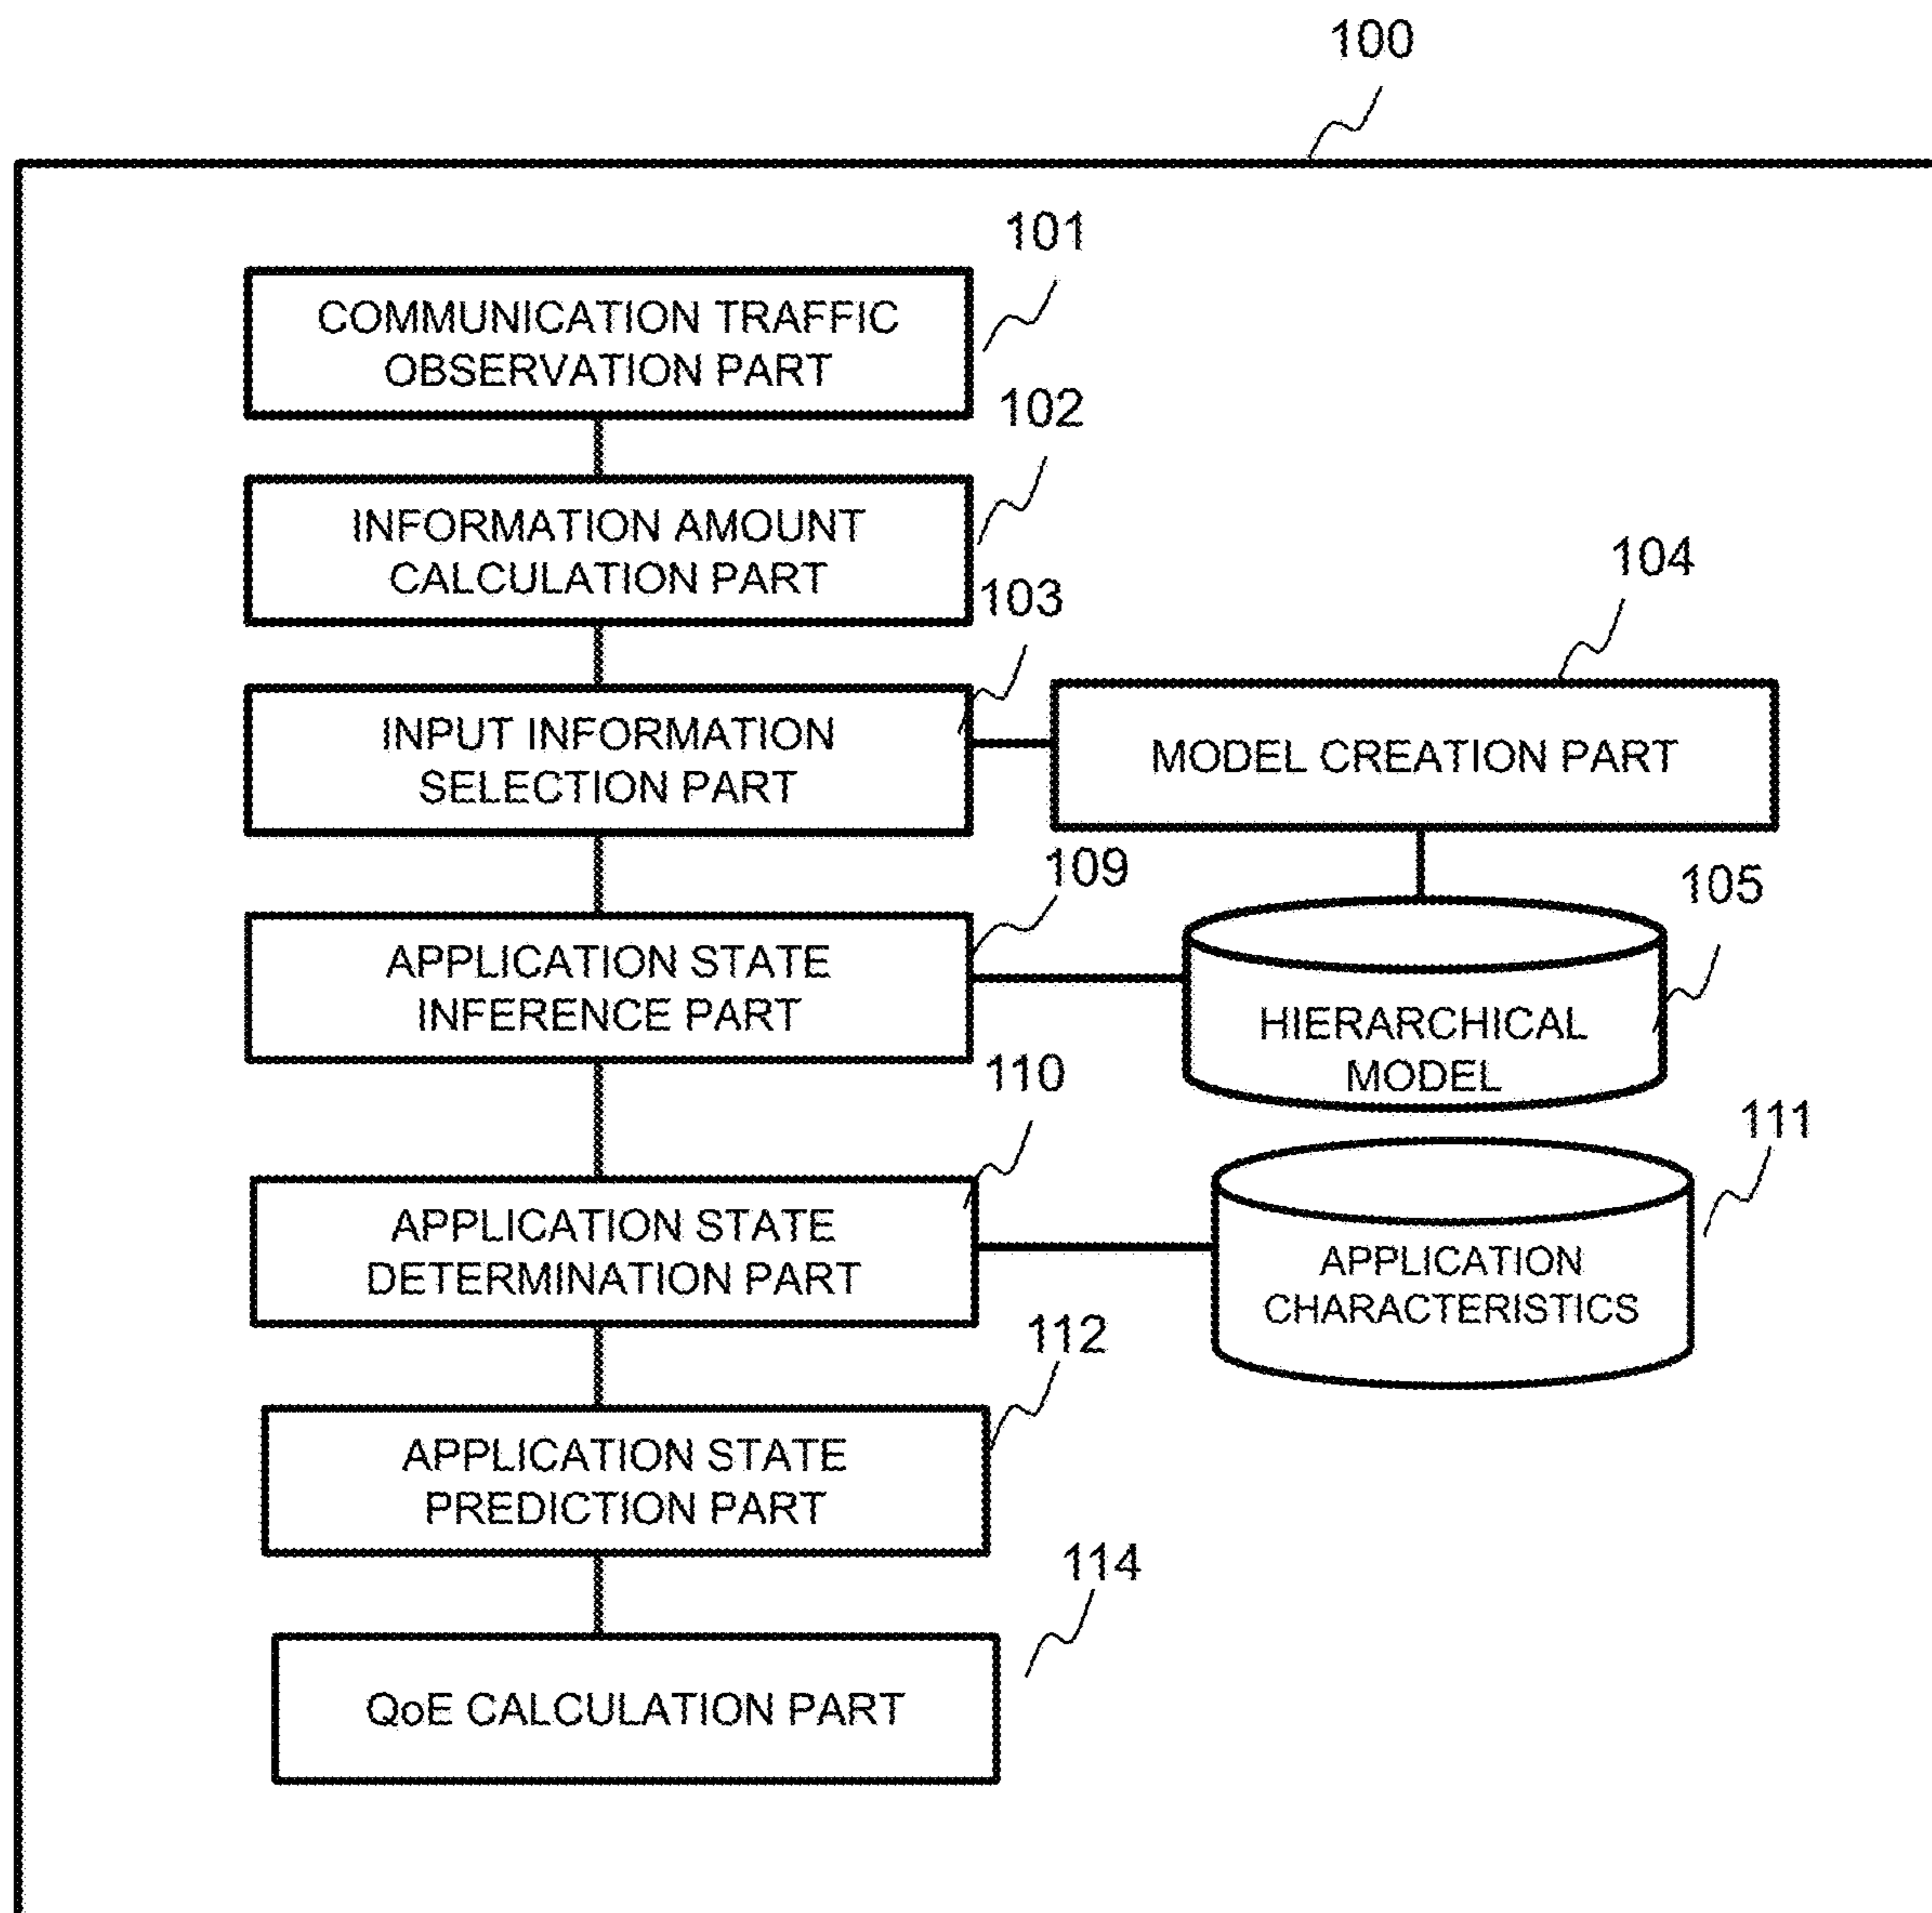 100
101
COMMUNICATION TRAFFIC
OBSERVATION PART
102
INFORMATION AMOUNT
CALCULATION PART
103
104
INPUT INFORMATION
SELECTION PART
MODEL CREATION PART
109
105
APPLICATION STATE
INFERENCE PART
HIERARCHICAL
MODEL
110
111
APPLICATION STATE
DETERMINATION PART
APPLICATION
CHARACTERISTICS
112
APPLICATION STATE
PREDICTION PART
114
QoE CALCULATION PART